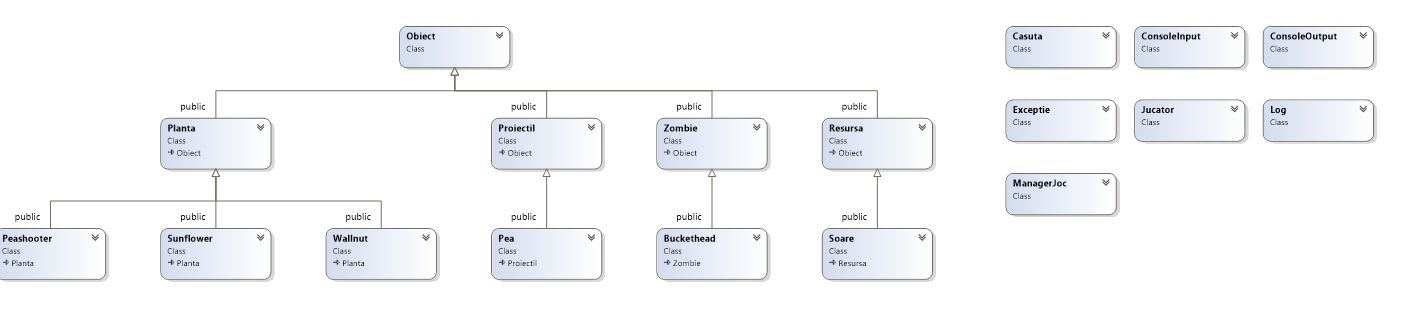 Obiect
Class
Casuta
Class
ConsoleInput
Class
ConsoleOutput
Class
public
public
public
public
Planta
Class
Obiect
Proiectil
Class
Obiect
Zombie
Class
Obiect
Resursa
Class
Obiect
Exceptie
Class
Jucator
Class
Log
Class
ManagerJoc
Class
public
public
public
public
public
public
Peashooter
Class
Planta
Sunflower
Class
Planta
Wallnut
Class
Planta
Pea
Class
Proiectil
Buckethead
Class
Zombie
Soare
Class
Resursa